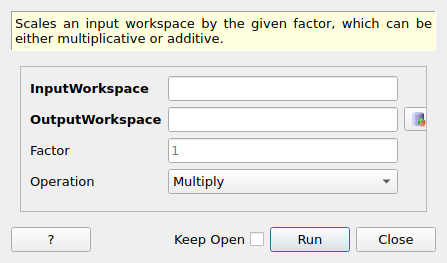 Scales an input workspace by the given factor, which can be
either multiplicative or additive.
InputWorkspace
OutputWorkspace
Factor 1
Operation Multiply
? Keep Open Run Close